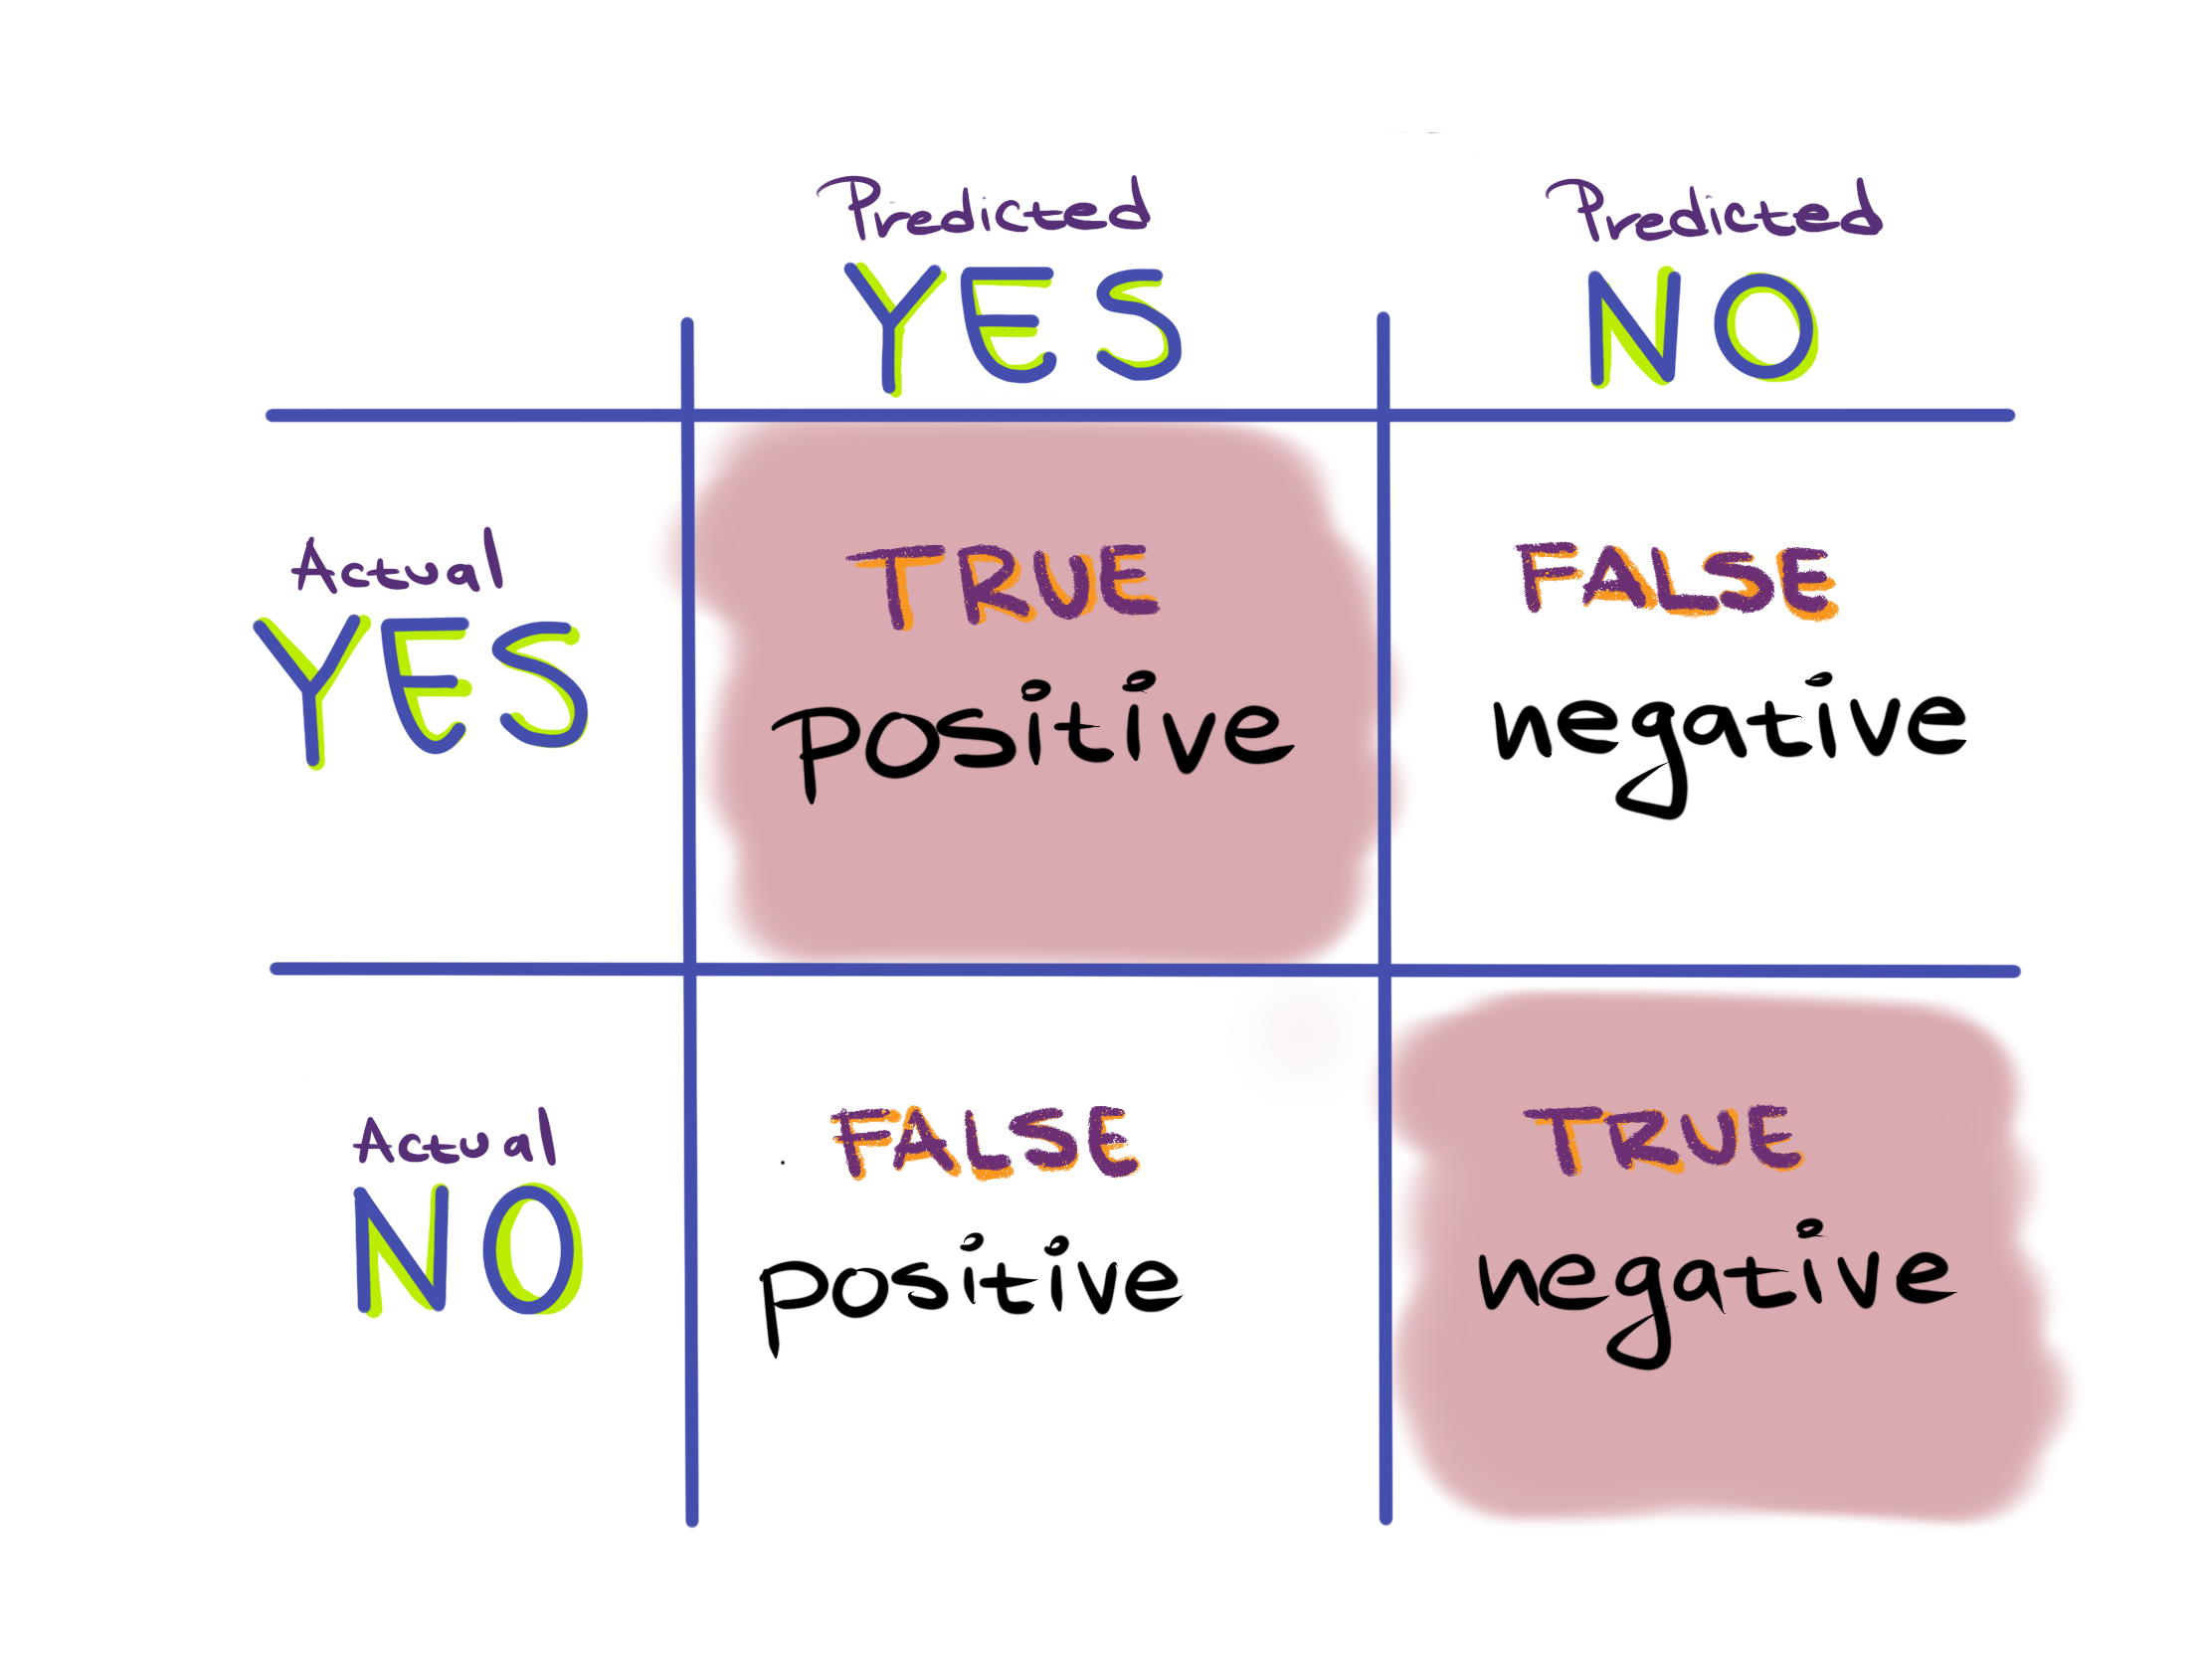 Predicted
YES
Predicted
NO
Actual
YES
TRUE
positive
FALSE
negative
Actual
NO
FALSE
positive
TRUE
negative